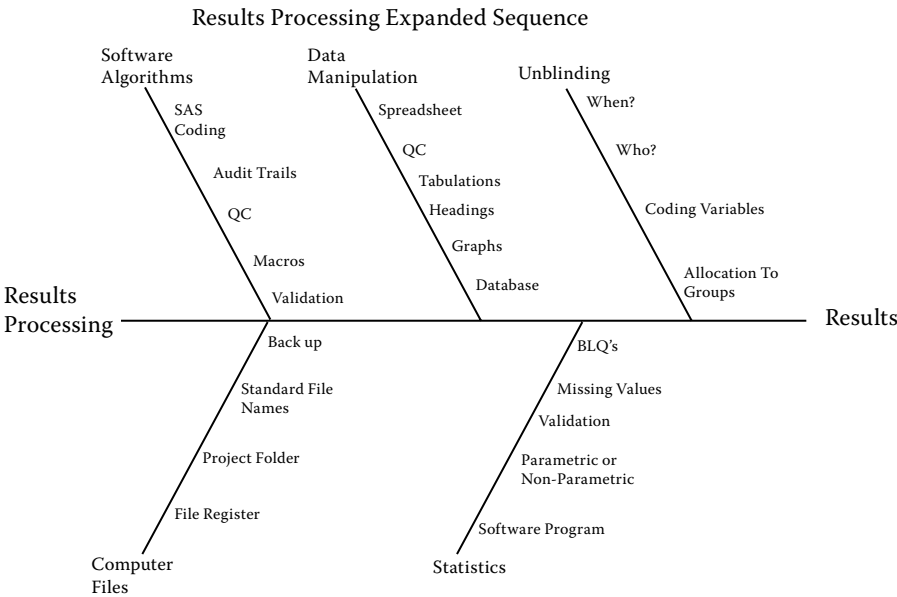 Results Processing Expanded Sequence
Software
Algorithms
SAS
Coding
Audit Trails
QC
Macros
Validation
Data
Manipulation
Spreadsheet
QC
Tabulations
Headings
Graphs
Database
Unblinding
When?
Who?
Coding Variables
Allocation To
Groups
Results
Processing
Results
Back up
Standard File
Names
Project Folder
File Register
Computer
Files
BLQ's
Missing Values
Validation
Parametric or
Non-Parametric
Software Program
Statistics